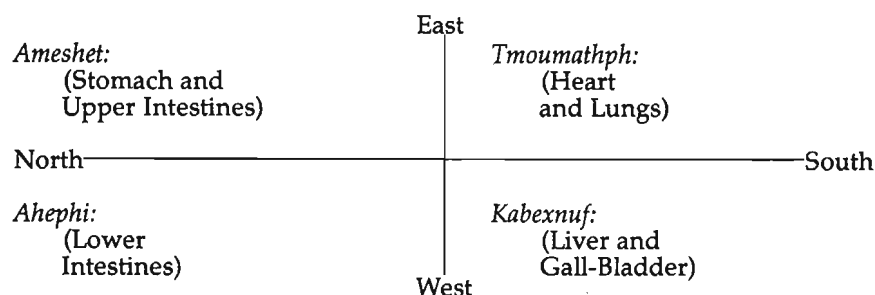 East
Ameshet:
(Stomach and
Upper Intestines)
Tmoumathph:
(Heart
and Lungs)
North
South
Ahephi:
(Lower
Intestines)
Kabexnuf:
(Liver and
Gall-Bladder)
West